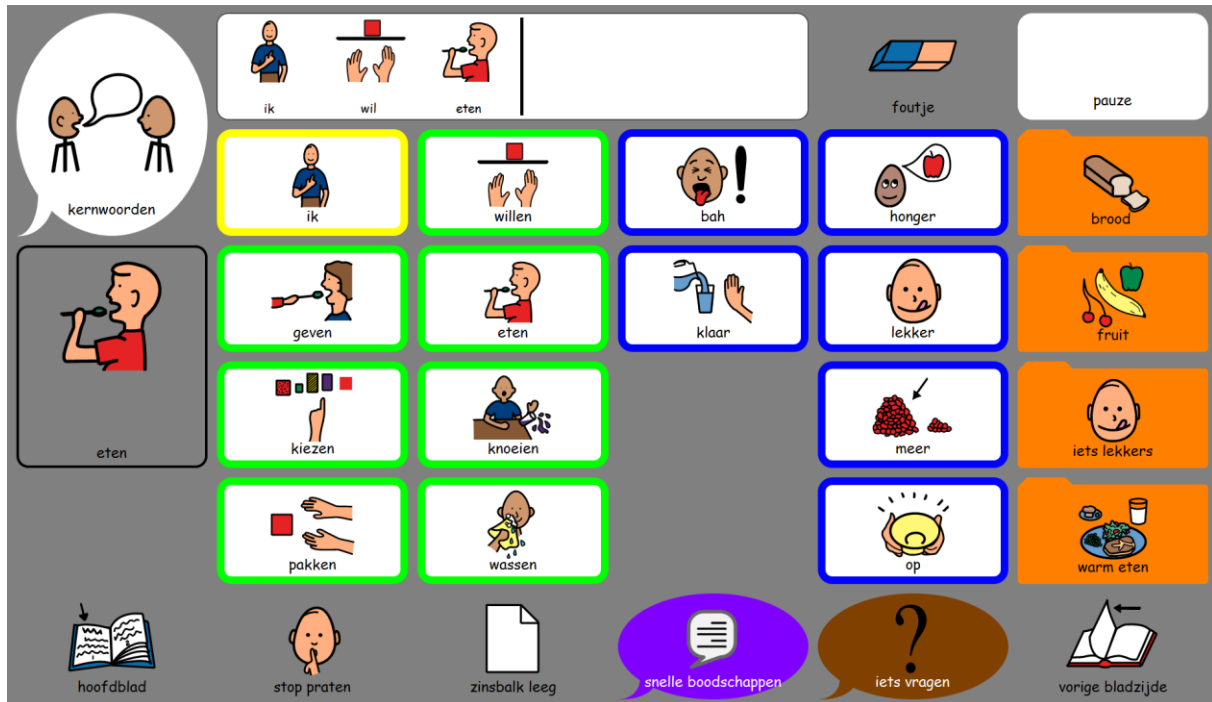 kernwoorden
ik wil eten
foutje
pauze
ik
willen
bah
!
honger
brood
eten
geven
eten
klaar
lekker
fruit
kiezen
knoeien
meer
iets lekkers
pakken
wassen
op
warm eten
hoofdblad
stop praten
zinsbalk leeg
snelle boodschappen
?
iets vragen
vorige bladzijde